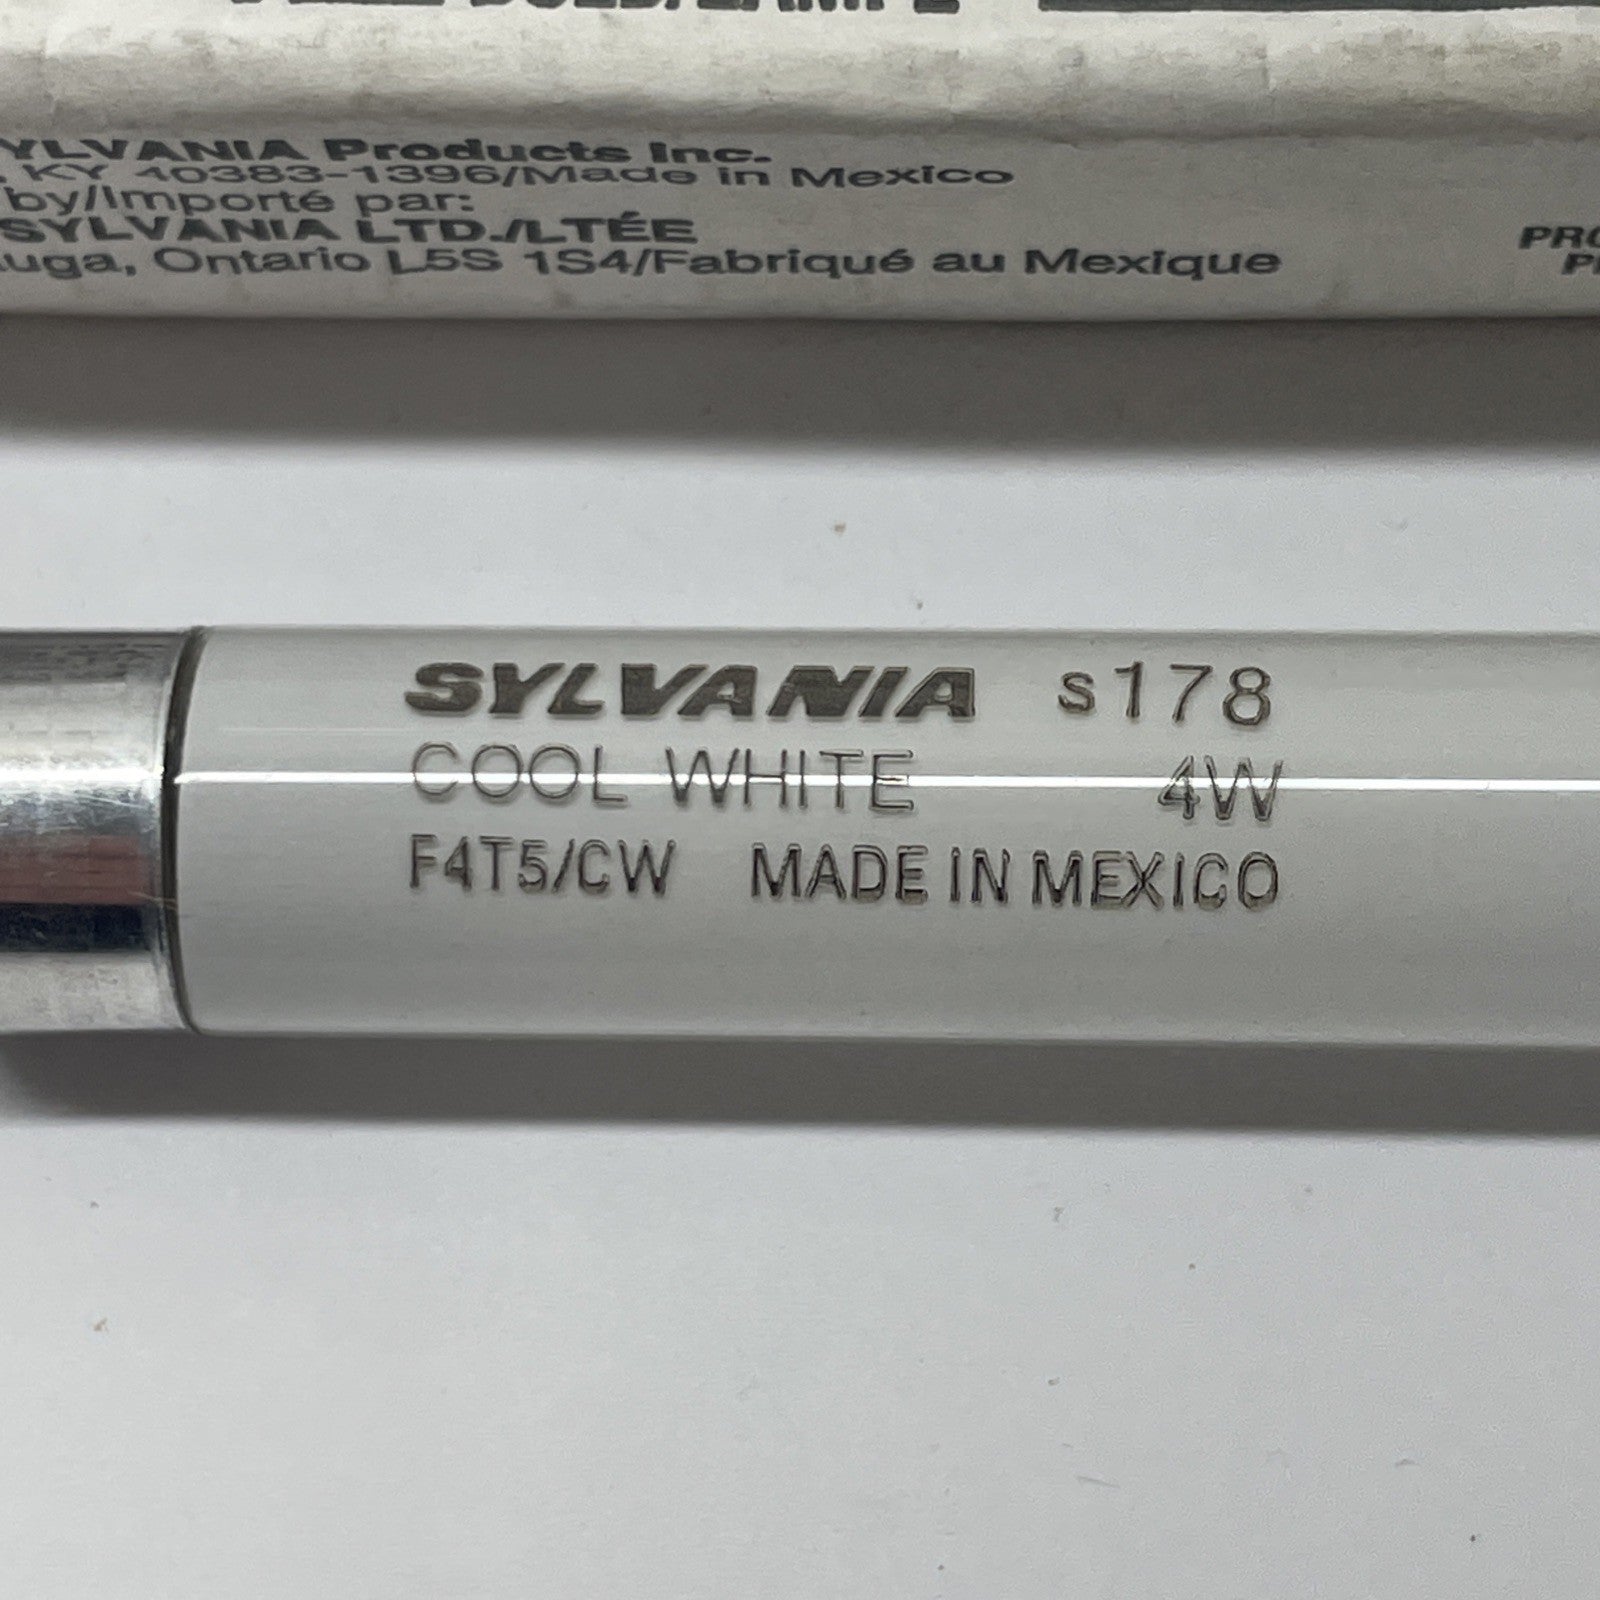 YLVANIA Products Inc.
, KY 40383-1396/Made in Mexico
by/Importé par:
SYLVANIA LTD./LTÉE
uga, Ontario L5S 1S4/Fabriqué au Mexique
SYLVANIA s178
COOL WHITE 4W
F4T5/CW MADE IN MEXICO